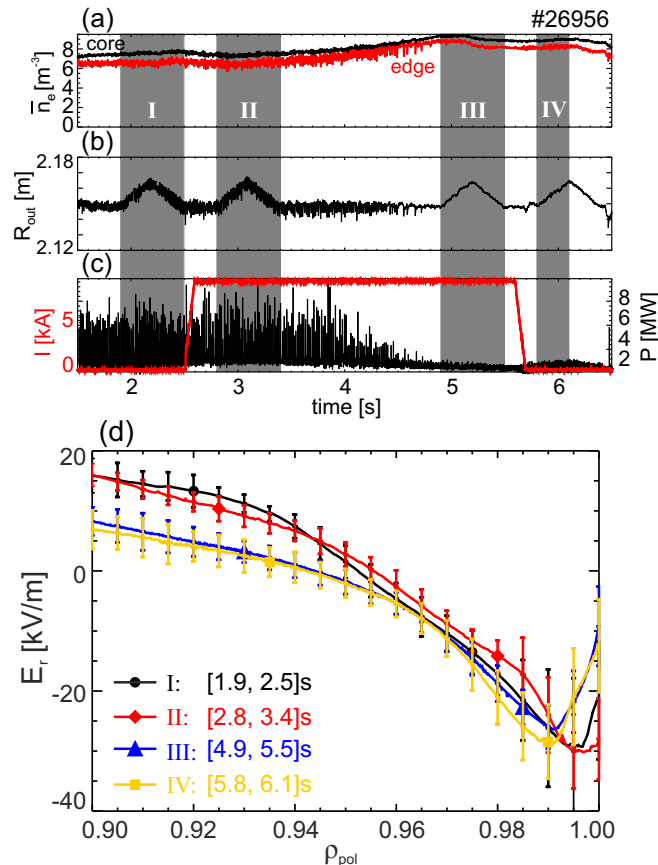 (a) #26956
core
edge
n̅e [m-3]
8
6
4
2
0
I II III IV
(b)
2.18
Rout [m]
2.12
(c)
I [kA]
5
0
8
6
4
2
P [MW]
2 3 4 5 6
time [s]
(d)
20
0
-20
-40
Er [kV/m]
I: [1.9, 2.5]s
II: [2.8, 3.4]s
III: [4.9, 5.5]s
IV: [5.8, 6.1]s
0.90 0.92 0.94 0.96 0.98 1.00
ρpol